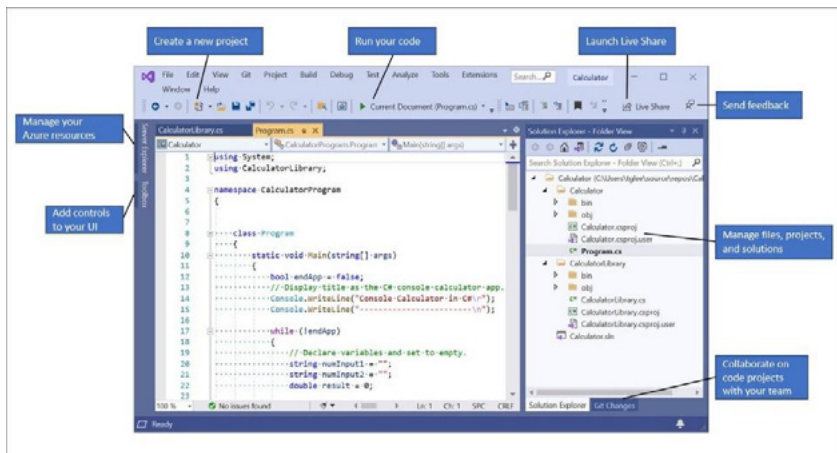 Create a new project
Run your code
Launch Live Share
File Edit View Git Project Build Debug Test Analyze Tools Extensions Search... Calculator
Window Help
Current Document (Program.cs) Live Share
Send feedback
Manage your
Azure resources
Server Explorer
Toolbox
Add controls
to your UI
CalculatorLibrary.cs Program.cs
Calculator CalculatorProgram.Program Main(string[] args)
1 using System;
2 using CalculatorLibrary;
3
4 namespace CalculatorProgram
5 {
6
7
8 class Program
9 {
10 static void Main(string[] args)
11 {
12 bool endApp = false;
13 // Display title as the C# console calculator app.
14 Console.WriteLine("Console Calculator in C#\r");
15 Console.WriteLine("------------------------\n");
16
17 while (!endApp)
18 {
19 // Declare variables and set to empty.
20 string numInput1 = "";
21 string numInput2 = "";
22 double result = 0;
23
100 % No issues found Ln: 1 Ch: 1 SPC CRLF
Solution Explorer - Folder View
Search Solution Explorer - Folder View (Ctrl+;)
Calculator (C:\Users\tglee\source\repos\Cal
Calculator
bin
obj
Calculator.csproj
Calculator.csproj.user
Program.cs
CalculatorLibrary
bin
obj
CalculatorLibrary.cs
CalculatorLibrary.csproj
CalculatorLibrary.csproj.user
Calculator.sln
Solution Explorer Git Changes
Manage files, projects,
and solutions
Collaborate on
code projects
with your team
Ready